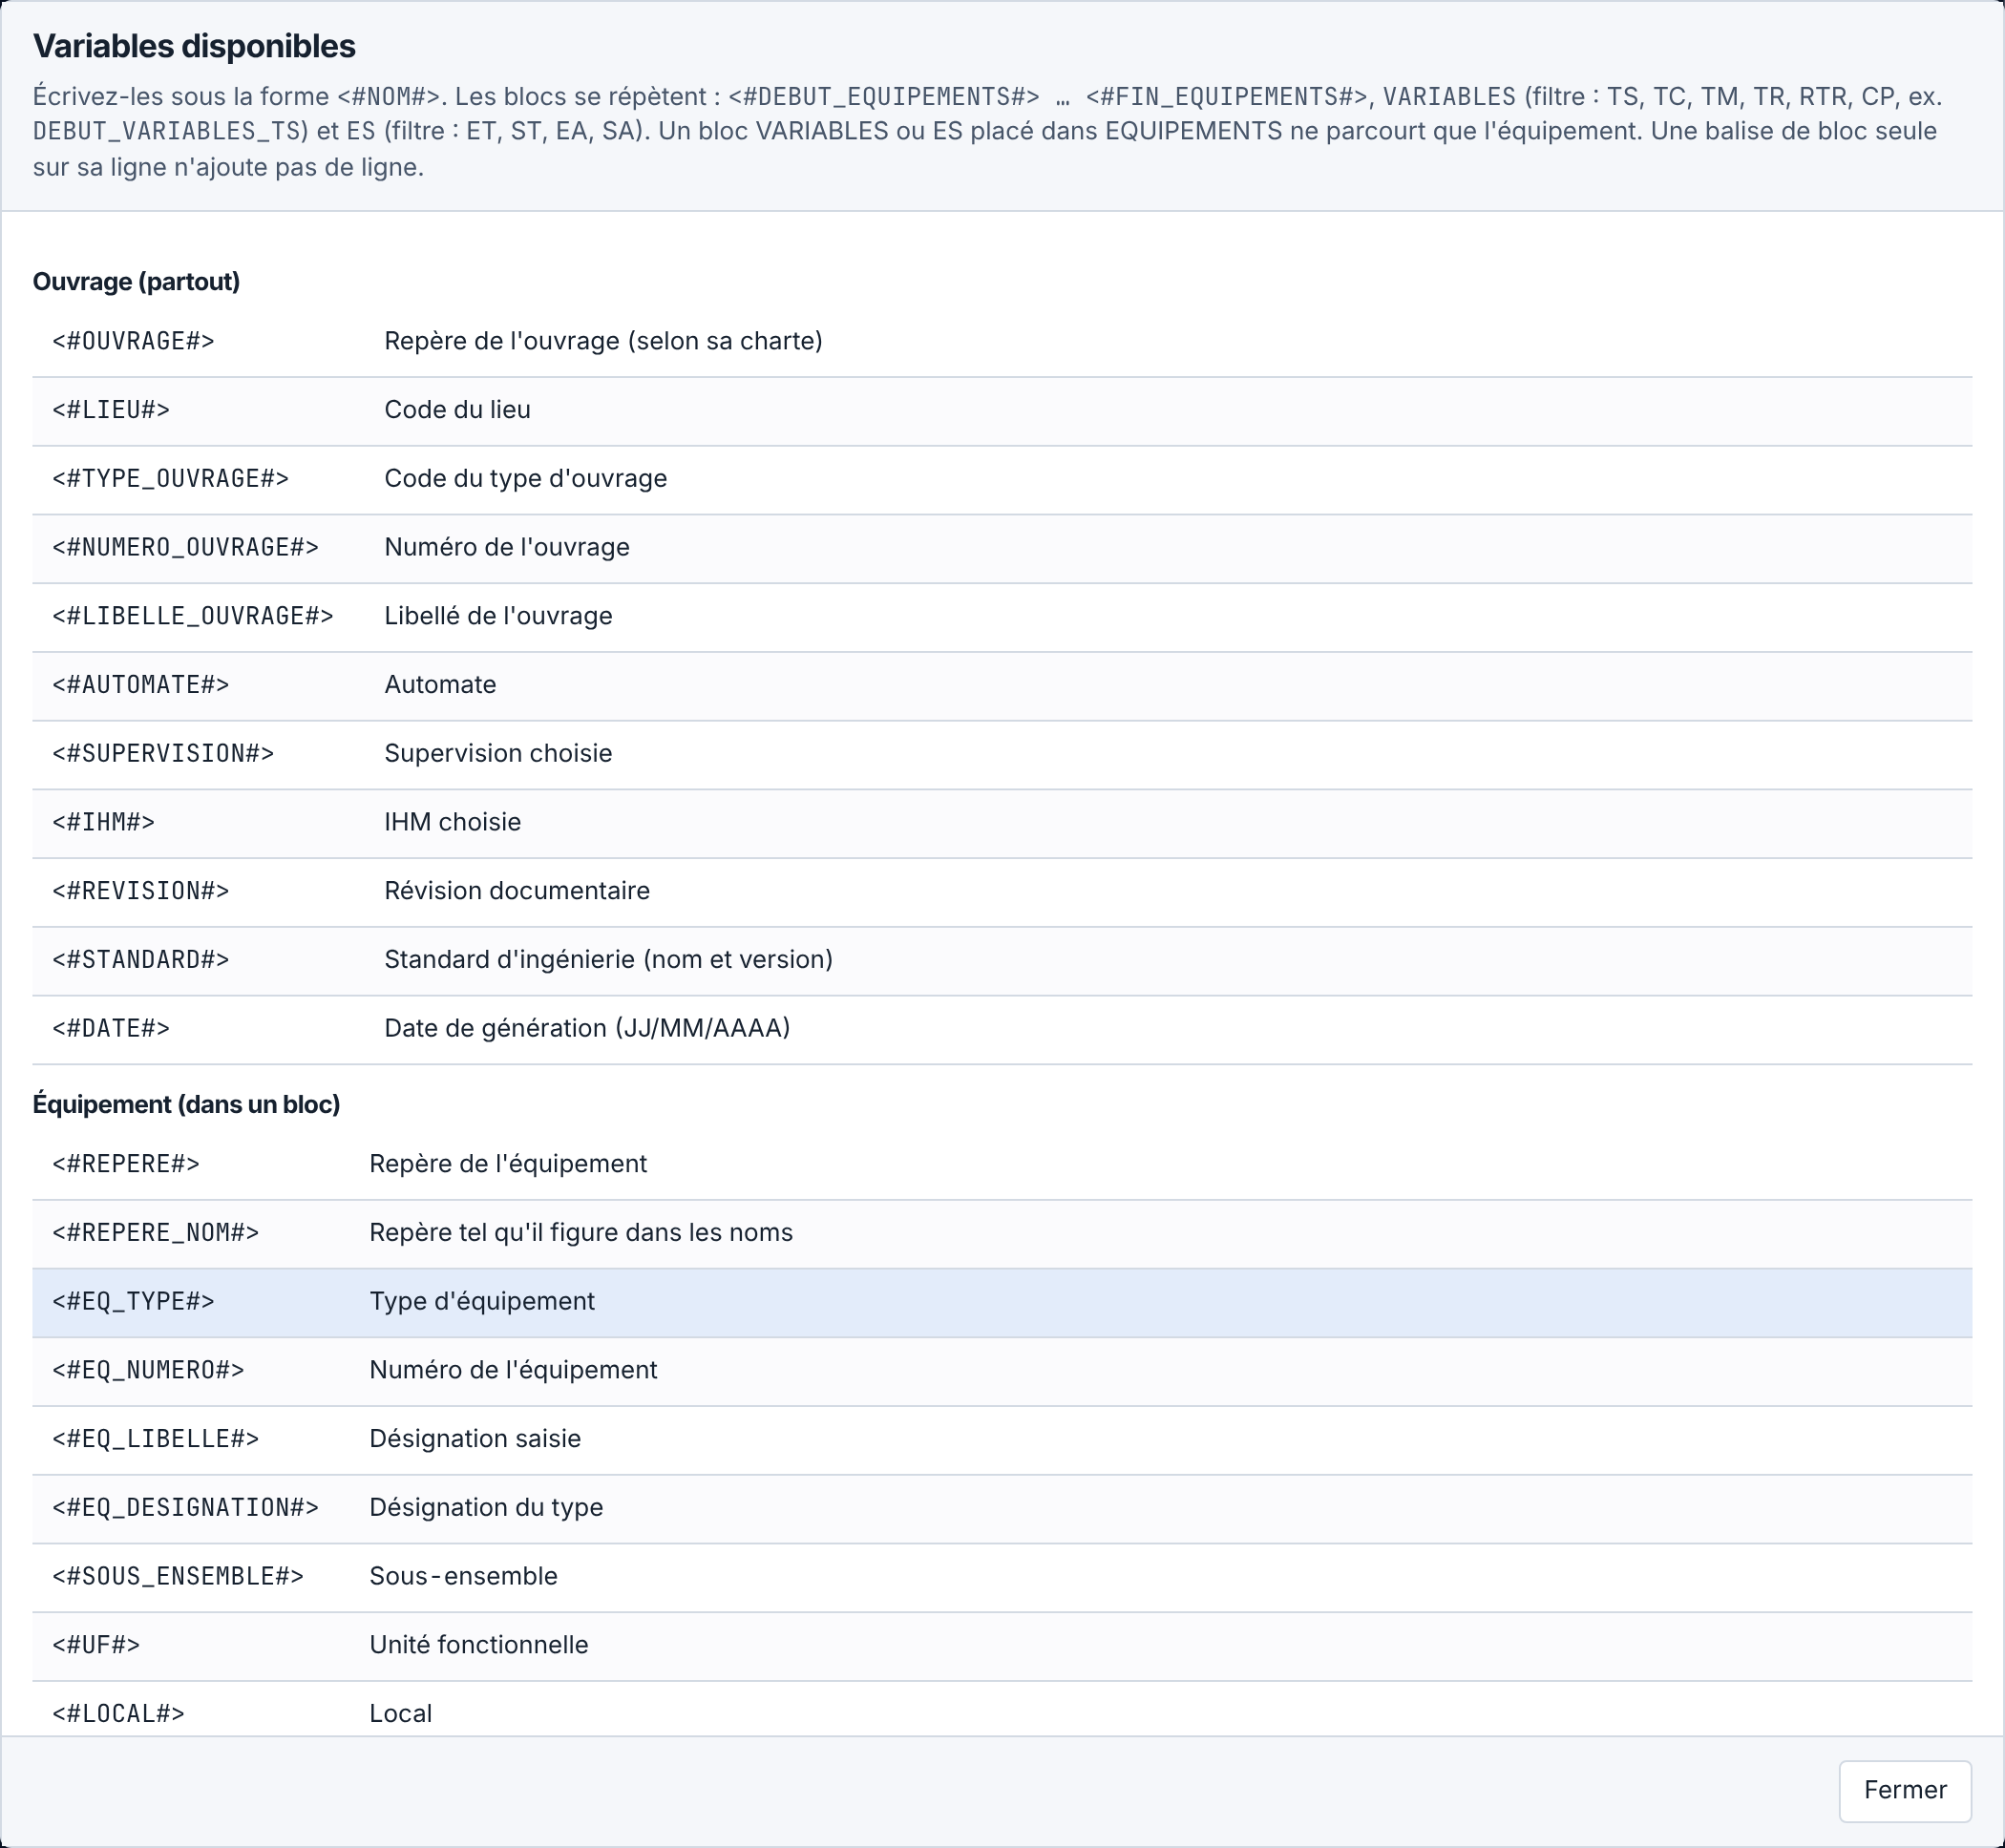 Variables disponibles
Écrivez-les sous la forme <#NOM#>. Les blocs se répètent : <#DEBUT_EQUIPEMENTS#> … <#FIN_EQUIPEMENTS#>, VARIABLES (filtre : TS, TC, TM, TR, RTR, CP, ex.
DEBUT_VARIABLES_TS) et ES (filtre : ET, ST, EA, SA). Un bloc VARIABLES ou ES placé dans EQUIPEMENTS ne parcourt que l'équipement. Une balise de bloc seule
sur sa ligne n'ajoute pas de ligne.
Ouvrage (partout)
<#OUVRAGE#> Repère de l'ouvrage (selon sa charte)
<#LIEU#> Code du lieu
<#TYPE_OUVRAGE#> Code du type d'ouvrage
<#NUMERO_OUVRAGE#> Numéro de l'ouvrage
<#LIBELLE_OUVRAGE#> Libellé de l'ouvrage
<#AUTOMATE#> Automate
<#SUPERVISION#> Supervision choisie
<#IHM#> IHM choisie
<#REVISION#> Révision documentaire
<#STANDARD#> Standard d'ingénierie (nom et version)
<#DATE#> Date de génération (JJ/MM/AAAA)
Équipement (dans un bloc)
<#REPERE#> Repère de l'équipement
<#REPERE_NOM#> Repère tel qu'il figure dans les noms
<#EQ_TYPE#> Type d'équipement
<#EQ_NUMERO#> Numéro de l'équipement
<#EQ_LIBELLE#> Désignation saisie
<#EQ_DESIGNATION#> Désignation du type
<#SOUS_ENSEMBLE#> Sous-ensemble
<#UF#> Unité fonctionnelle
<#LOCAL#> Local
Fermer